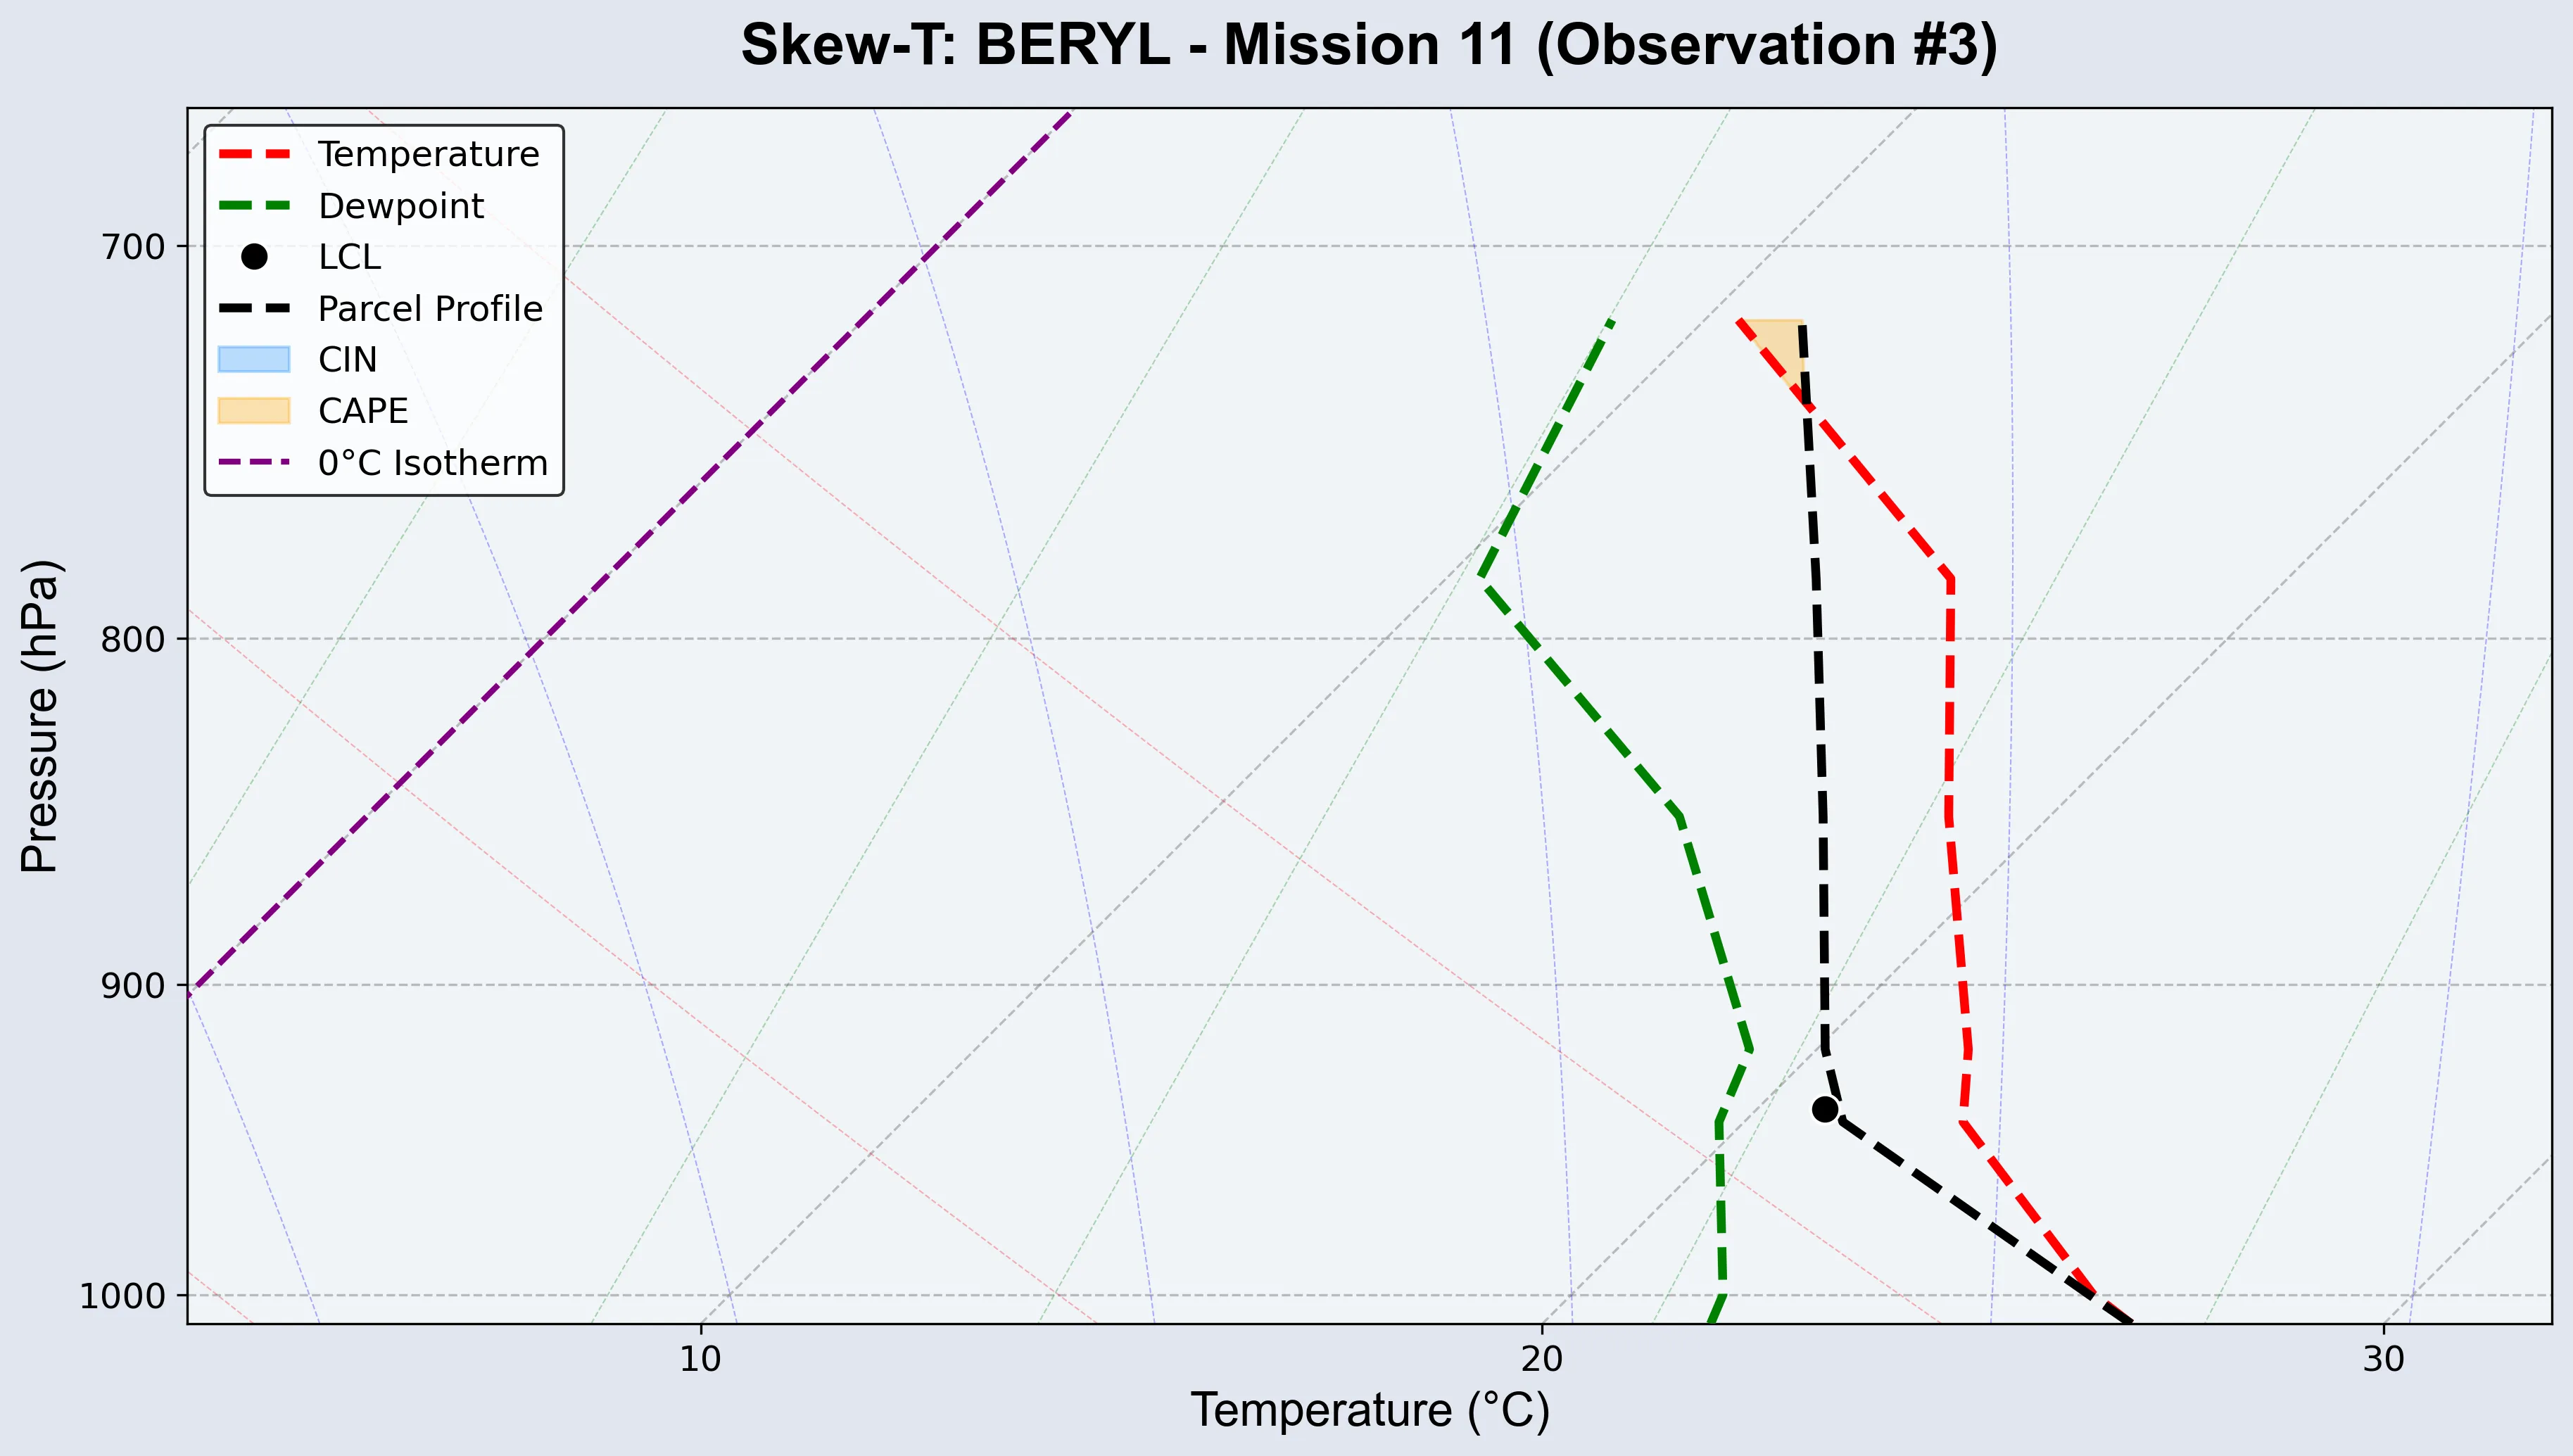 Skew-T: BERYL - Mission 11 (Observation #3)
Temperature
Dewpoint
LCL
Parcel Profile
CIN
CAPE
0°C Isotherm
Pressure (hPa)
700
800
900
1000
10
20
30
Temperature (°C)